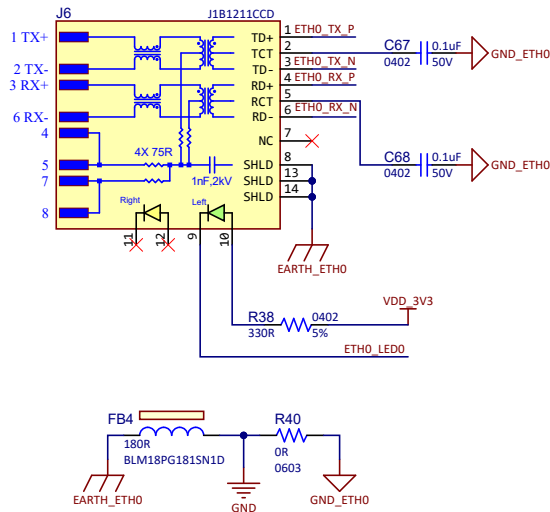 J6
J1B1211CCD
1 TX+
2 TX-
3 RX+
6 RX-
4
5
7
8
4X 75R
1nF,2kV
TD+
TCT
TD-
RD+
RCT
RD-
NC
SHLD
SHLD
SHLD
1
2
3
4
5
6
7
8
13
14
ETH0_TX_P
ETH0_TX_N
ETH0_RX_P
ETH0_RX_N
C67
0402
0.1uF
50V
GND_ETH0
C68
0402
0.1uF
50V
GND_ETH0
Right
Left
11
12
9
10
EARTH_ETH0
R38
330R
0402
5%
VDD_3V3
ETH0_LED0
FB4
180R
BLM18PG181SN1D
R40
0R
0603
EARTH_ETH0
GND
GND_ETH0